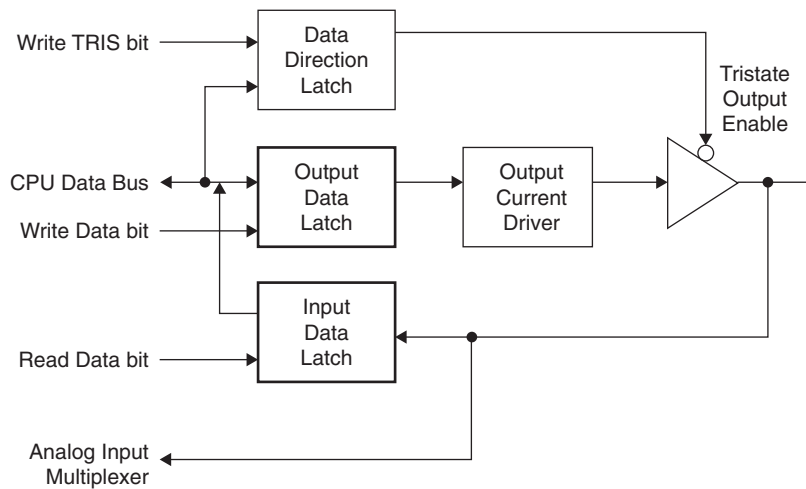 Write TRIS bit
Data
Direction
Latch
Tristate
Output
Enable
CPU Data Bus
Output
Data
Latch
Output
Current
Driver
Write Data bit
Input
Data
Latch
Read Data bit
Analog Input
Multiplexer